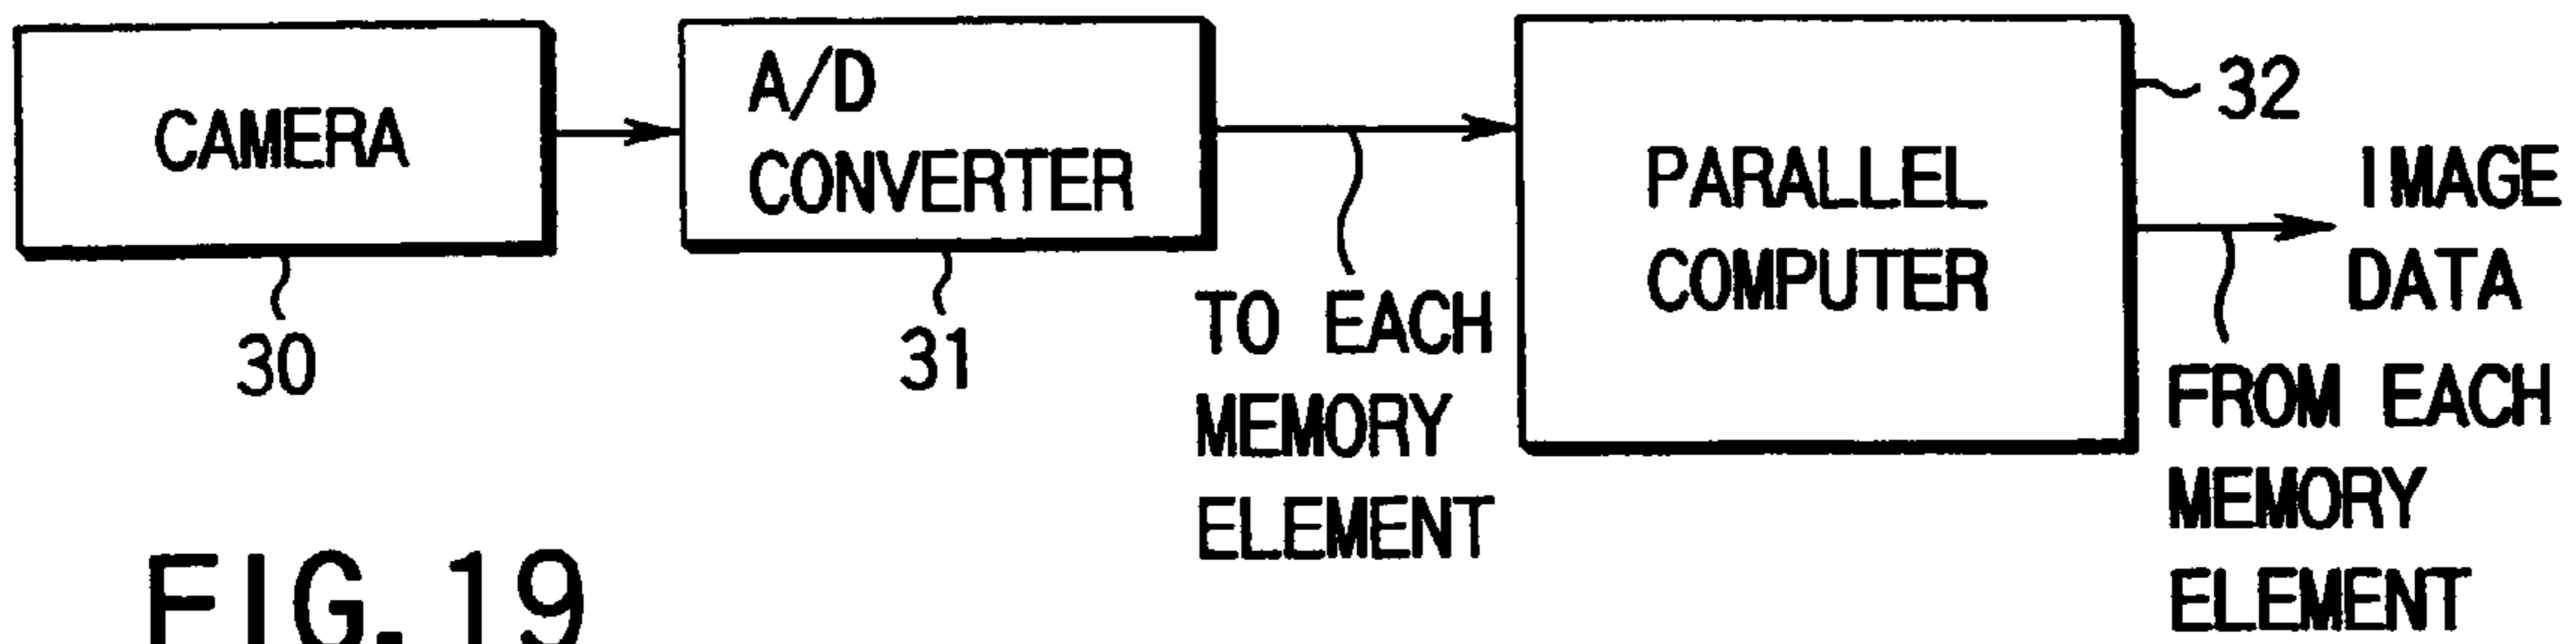 CAMERA
30
A/D
CONVERTER
31
TO EACH
MEMORY
ELEMENT
PARALLEL
COMPUTER
32
IMAGE
DATA
FROM EACH
MEMORY
ELEMENT
FIG. 19